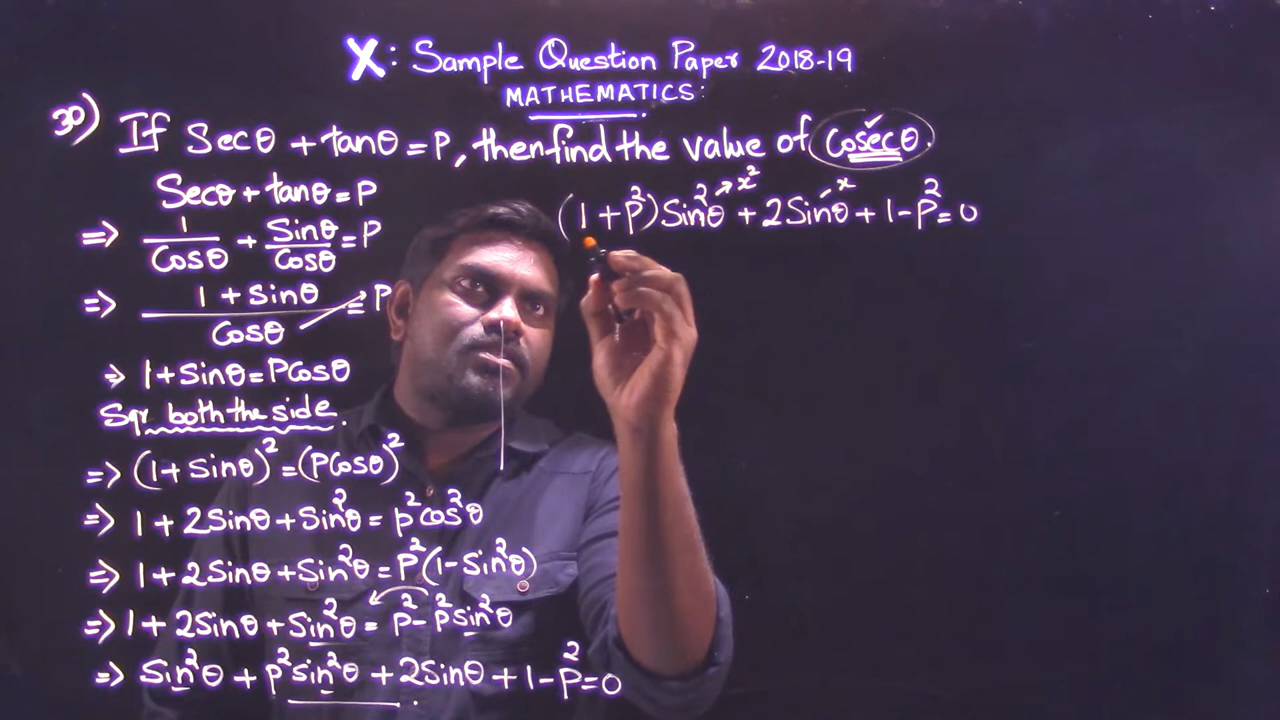 X: Sample Question Paper 2018-19
MATHEMATICS:
30) If Secθ + tanθ = P, then find the value of Cosecθ.
Secθ + tanθ = P
⇒ 1/Cosθ + Sinθ/Cosθ = P
⇒ (1 + Sinθ)/Cosθ = P
⇒ 1 + Sinθ = PCosθ
Sqr both the side.
⇒ (1 + Sinθ)² = (PCosθ)²
⇒ 1 + 2Sinθ + Sin²θ = P²Cos²θ
⇒ 1 + 2Sinθ + Sin²θ = P²(1 - Sin²θ)
⇒ 1 + 2Sinθ + Sin²θ = P² - P²Sin²θ
⇒ Sin²θ + P²Sin²θ + 2Sinθ + 1 - P² = 0
→ x² x
(1 + P²)Sin²θ + 2Sinθ + 1 - P² = 0